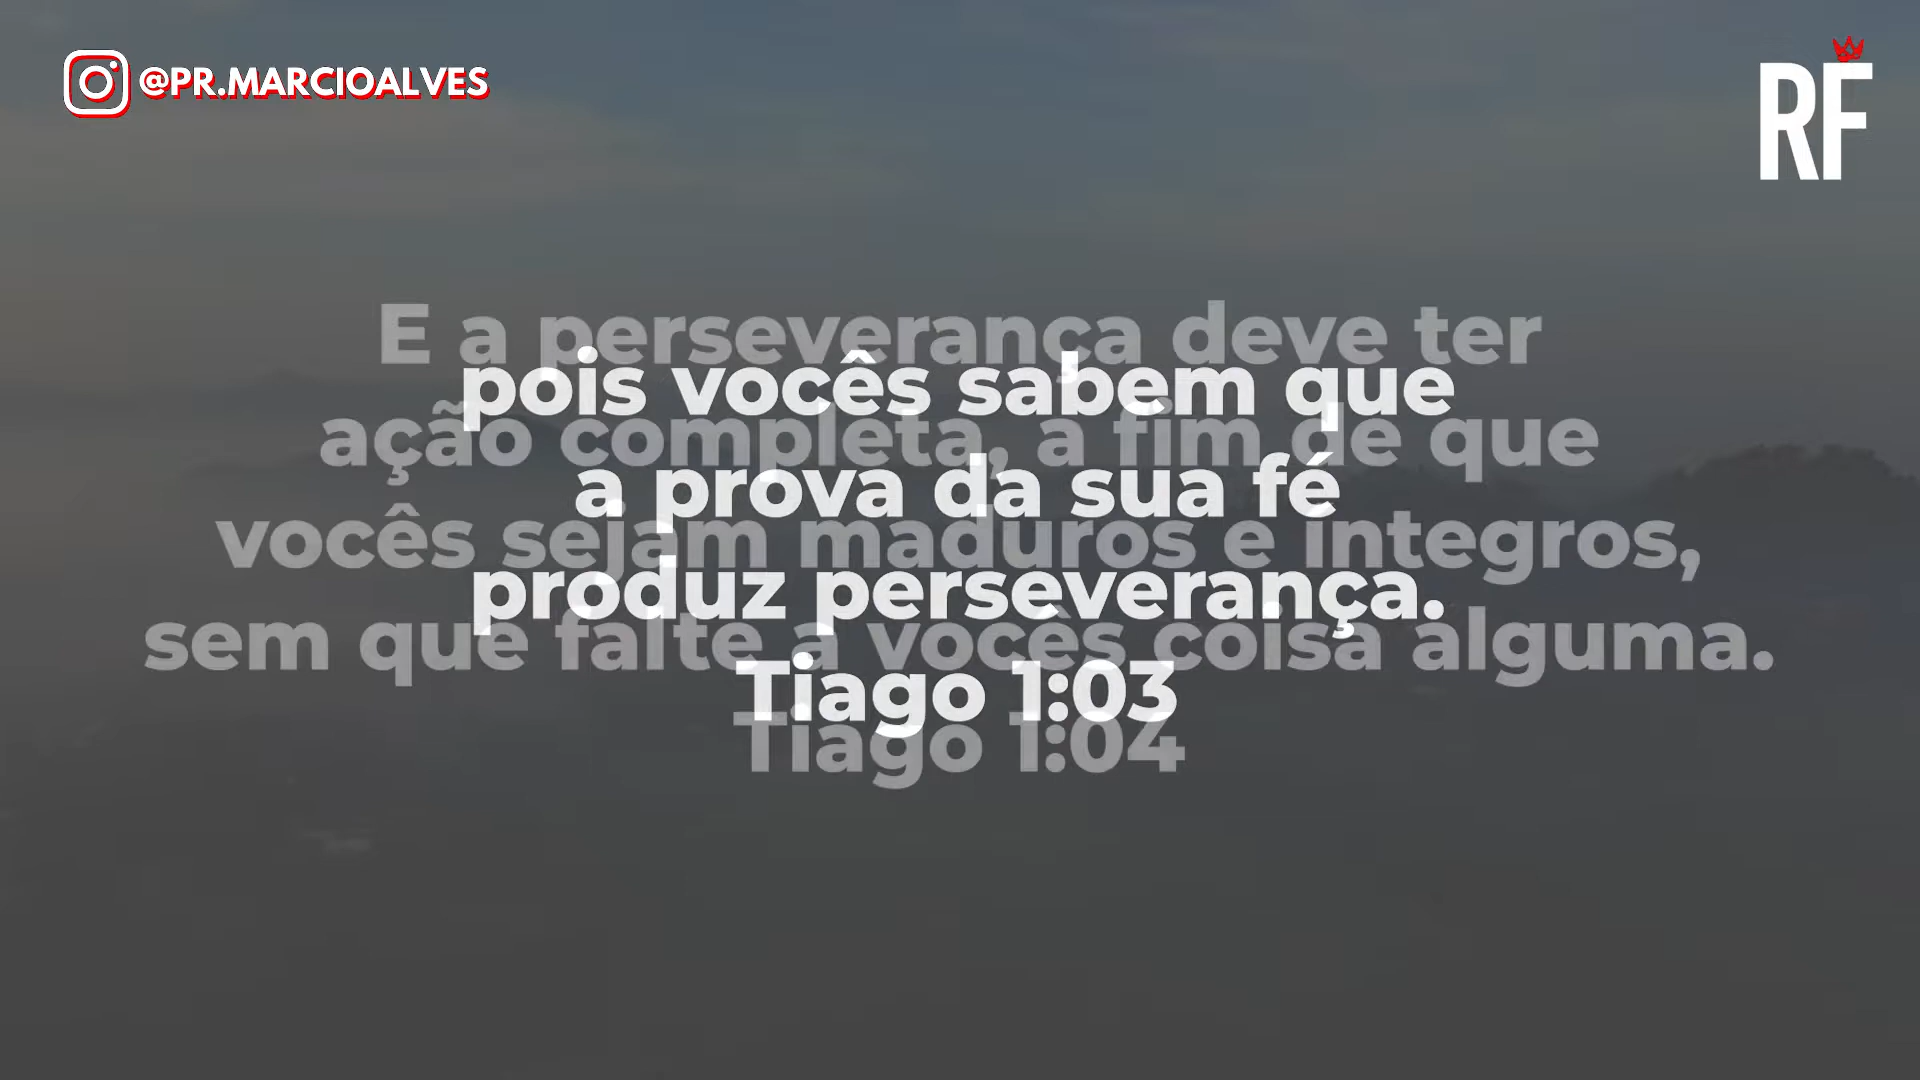 @PR.MARCIOALVES
RF
pois vocês sabem que
a prova da sua fé
produz perseverança.
Tiago 1:03
E a perseverança deve ter
ação completa, a fim de que
vocês sejam maduros e íntegros,
sem que falte a vocês coisa alguma.
Tiago 1:04